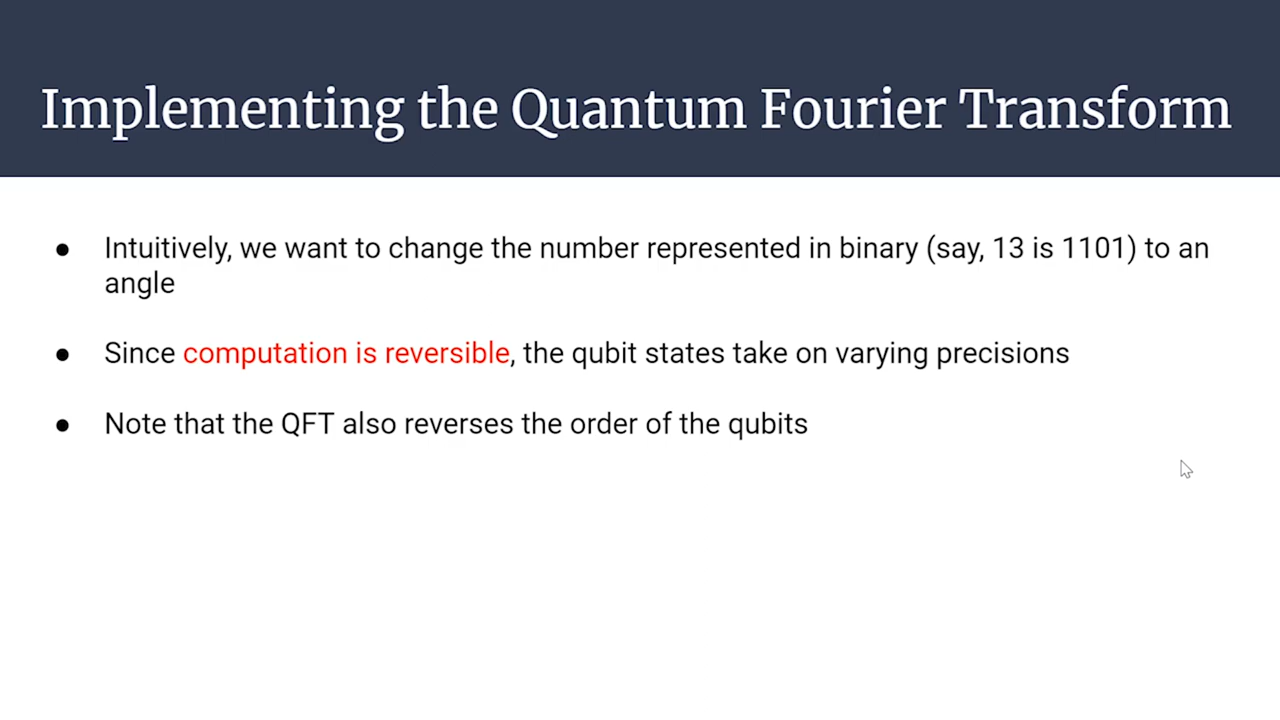 Implementing the Quantum Fourier Transform
● Intuitively, we want to change the number represented in binary (say, 13 is 1101) to an
angle
● Since computation is reversible, the qubit states take on varying precisions
● Note that the QFT also reverses the order of the qubits